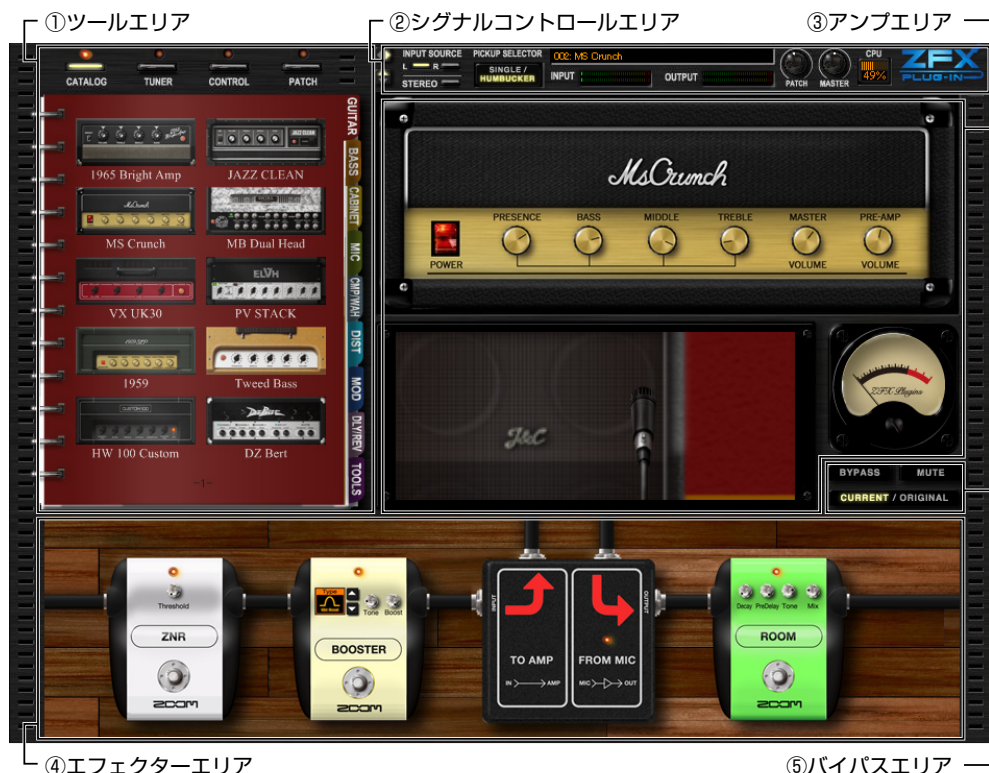 ①ツールエリア
②シグナルコントロールエリア
③アンプエリア
CATALOG
TUNER
CONTROL
PATCH
INPUT SOURCE
L R
STEREO
PICKUP SELECTOR
SINGLE /
HUMBUCKER
002: MS Crunch
INPUT
OUTPUT
PATCH
MASTER
CPU
49%
ZFX
PLUG-IN
GUITAR
BASS
CABINET
MIC
CMP/WAH
DIST
MOD
DLY/REV
TOOLS
1965 Bright Amp
JAZZ CLEAN
MS Crunch
MB Dual Head
ELVH
VX UK30
PV STACK
1959
Tweed Bass
CUSTOM 100
HW 100 Custom
DZ Bert
-1-
MsCrunch
POWER
PRESENCE
BASS
MIDDLE
TREBLE
MASTER
VOLUME
PRE-AMP
VOLUME
J&C
ZFX Plugins
BYPASS
MUTE
CURRENT / ORIGINAL
Threshold
ZNR
ZOOM
Type
Tone
Boost
BOOSTER
ZOOM
INPUT
TO AMP
IN AMP
OUTPUT
FROM MIC
MIC OUT
Decay PreDelay Tone Mix
ROOM
ZOOM
④エフェクターエリア
⑤バイパスエリア